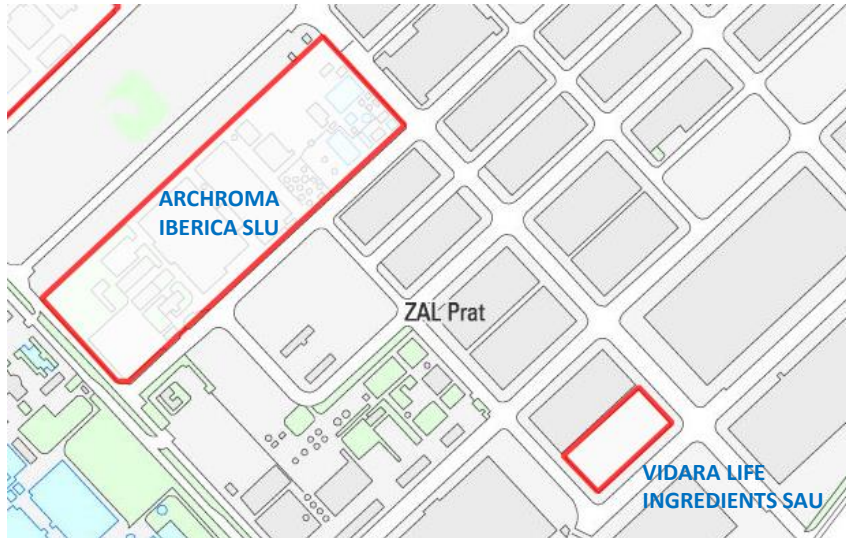 ARCHROMA
IBERICA SLU
ZAL Prat
VIDARA LIFE
INGREDIENTS SAU